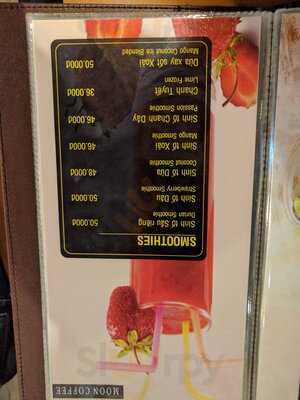 SMOOTHIES
Sinh tố Sầu riêng 50.000đ
Durian Smoothie
Sinh tố Dâu 50.000đ
Strawberry Smoothie
Sinh tố Dừa 48.000đ
Coconut Smoothie
Sinh tố Xoài 46.000đ
Mango Smoothie
Sinh tố Chanh Dây 46.000đ
Passion Smoothie
Chanh Tuyết 36.000đ
Lime Frozen
Dừa xay sốt Xoài 50.000đ
Mango Coconut Ice Blended
MOON COFFEE